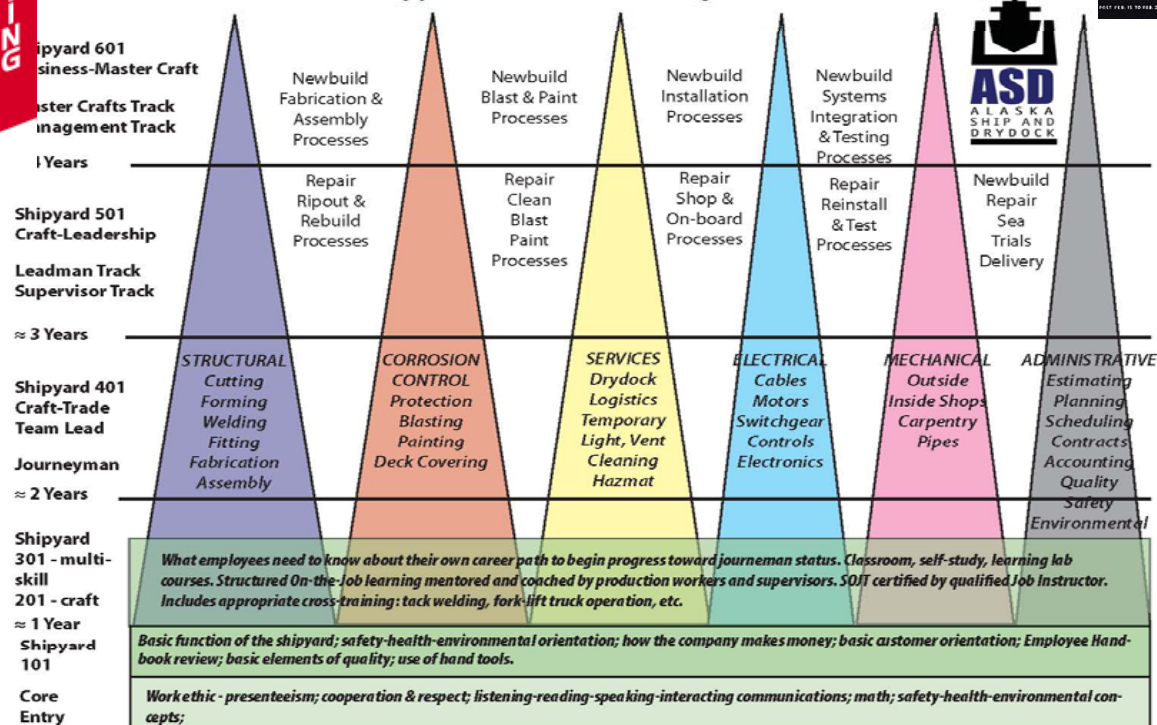 iNG
ipyard 601
siness-Master Craft
ster Crafts Track
nagement Track
Years
Newbuild
Fabrication &
Assembly
Processes
Newbuild
Blast & Paint
Processes
Newbuild
Installation
Processes
Newbuild
Systems
Integration
& Testing
Processes
ASD
ALASKA
SHIP AND
DRYDOCK
Shipyard 501
Craft-Leadership
Leadman Track
Supervisor Track
≈ 3 Years
Repair
Ripout &
Rebuild
Processes
Repair
Clean
Blast
Paint
Processes
Repair
Shop &
On-board
Processes
Repair
Reinstall
& Test
Processes
Newbuild
Repair
Sea
Trials
Delivery
Shipyard 401
Craft-Trade
Team Lead
Journeyman
≈ 2 Years
STRUCTURAL
Cutting
Forming
Welding
Fitting
Fabrication
Assembly
CORROSION
CONTROL
Protection
Blasting
Painting
Deck Covering
SERVICES
Drydock
Logistics
Temporary
Light, Vent
Cleaning
Hazmat
ELECTRICAL
Cables
Motors
Switchgear
Controls
Electronics
MECHANICAL
Outside
Inside Shops
Carpentry
Pipes
ADMINISTRATIVE
Estimating
Planning
Scheduling
Contracts
Accounting
Quality
Safety
Environmental
Shipyard
301 - multi-
skill
201 - craft
≈ 1 Year
What employees need to know about their own career path to begin progress toward journeman status. Classroom, self-study, learning lab
courses. Structured On-the-Job learning mentored and coached by production workers and supervisors. SOJT certified by qualified Job Instructor.
Includes appropriate cross-training: tack welding, fork-lift truck operation, etc.
Shipyard
101
Basic function of the shipyard; safety-health-environmental orientation; how the company makes money; basic customer orientation; Employee Hand-
book review; basic elements of quality; use of hand tools.
Core
Entry
Work ethic - presenteeism; cooperation & respect; listening-reading-speaking-interacting communications; math; safety-health-environmental con-
cepts;